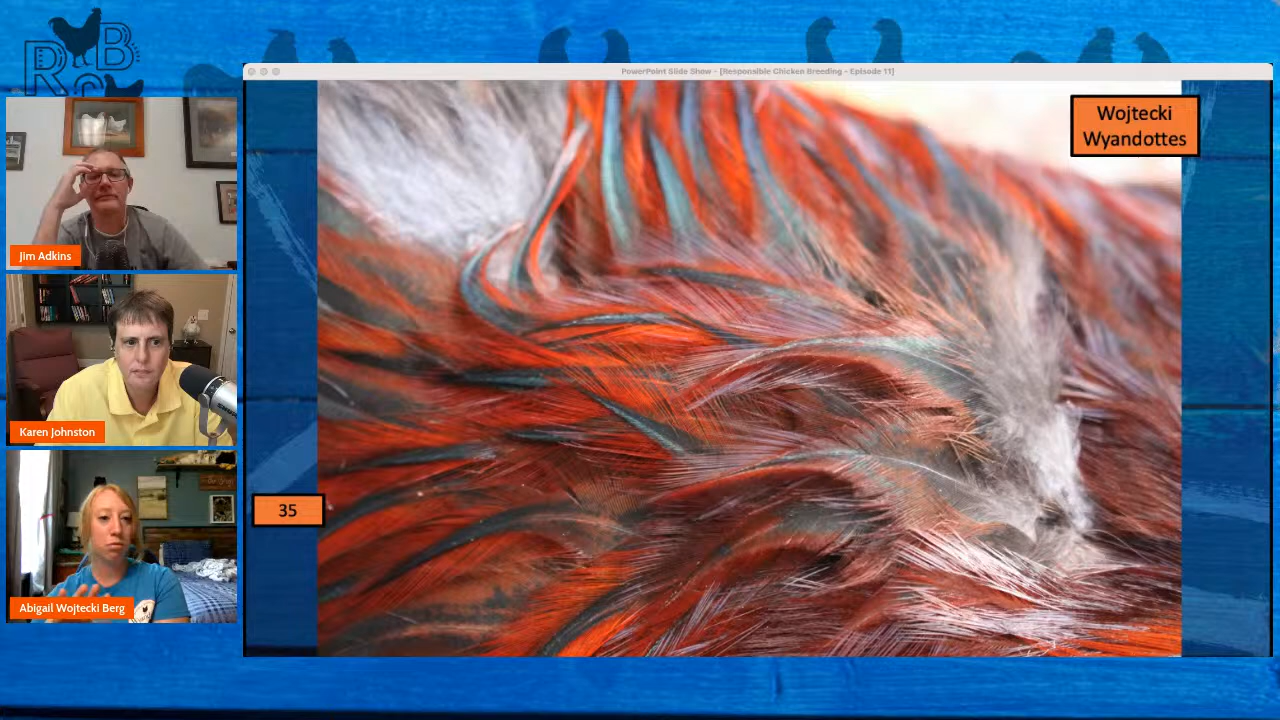 R B
C
PowerPoint Slide Show - [Responsible Chicken Breeding - Episode 11]
Wojtecki
Wyandottes
Jim Adkins
Karen Johnston
35
Abigail Wojtecki Berg